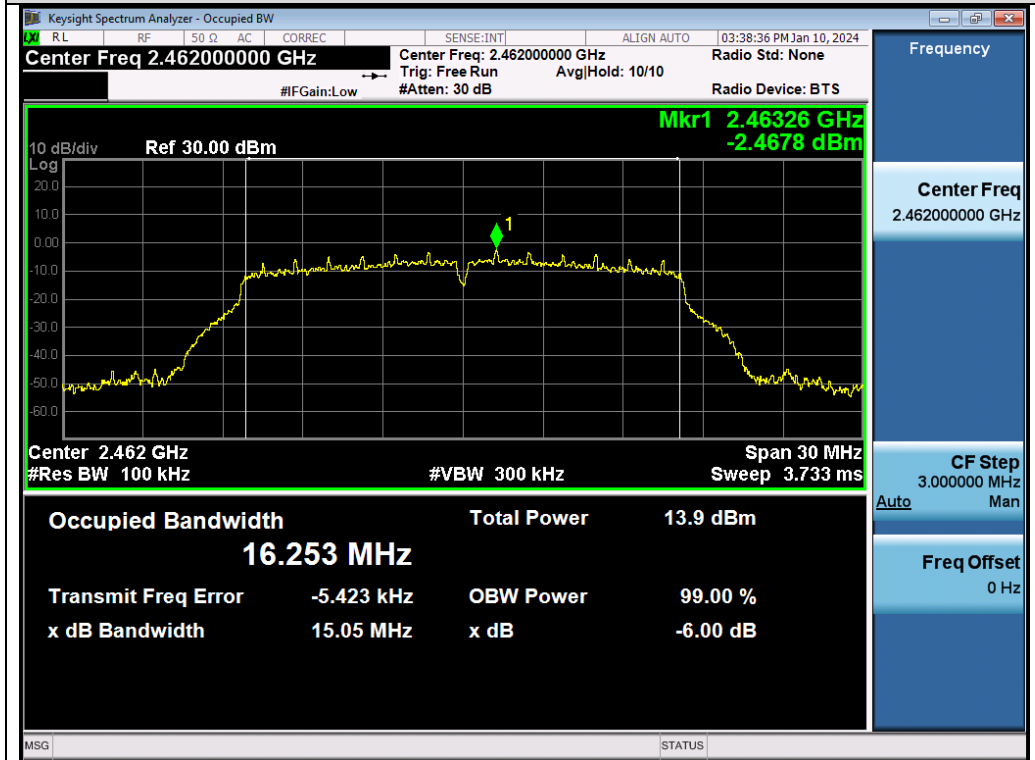 Keysight Spectrum Analyzer - Occupied BW
LXI RL RF 50 Ω AC CORREC SENSE:INT ALIGN AUTO 03:38:36 PM Jan 10, 2024
Center Freq 2.462000000 GHz
Center Freq: 2.462000000 GHz
Radio Std: None
Trig: Free Run Avg|Hold: 10/10
#IFGain:Low
#Atten: 30 dB
Radio Device: BTS
Mkr1 2.46326 GHz
-2.4678 dBm
10 dB/div Ref 30.00 dBm
Log
20.0
10.0
0.00
-10.0
-20.0
-30.0
-40.0
-50.0
-60.0
1
Center 2.462 GHz
Span 30 MHz
#Res BW 100 kHz
#VBW 300 kHz
Sweep 3.733 ms
Occupied Bandwidth
Total Power 13.9 dBm
16.253 MHz
Transmit Freq Error -5.423 kHz
OBW Power 99.00 %
x dB Bandwidth 15.05 MHz
x dB -6.00 dB
MSG
STATUS
Frequency
Center Freq
2.462000000 GHz
CF Step
3.000000 MHz
Auto Man
Freq Offset
0 Hz